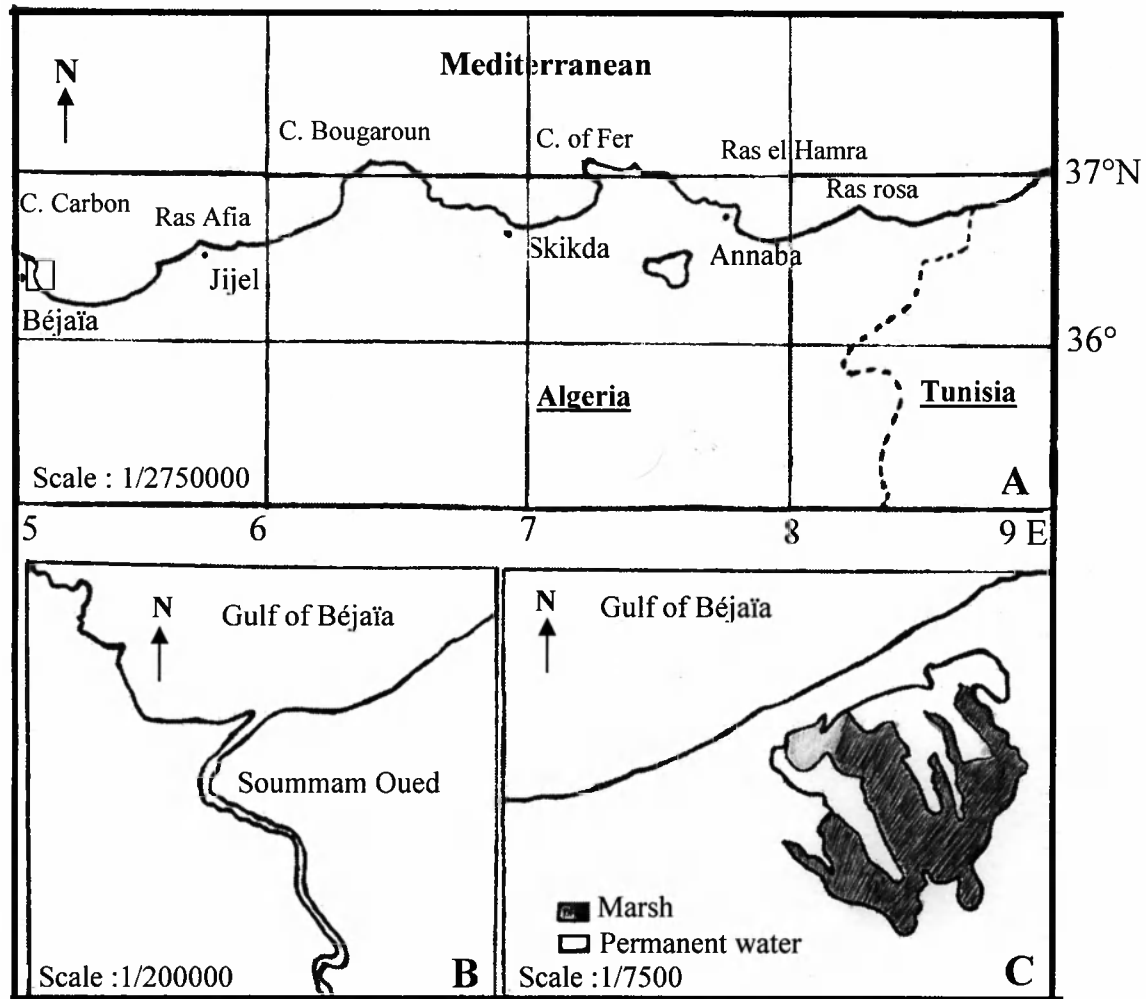 Mediterranean
N
C. Bougaroun
C. of Fer
Ras el Hamra
37°N
C. Carbon
Ras Afia
Ras rosa
Skikda
Annaba
Jijel
Béjaïa
36°
Algeria
Tunisia
Scale : 1/2750000
A
5
6
7
8
9 E
N
Gulf of Béjaïa
Soummam Oued
Scale :1/200000
B
N
Gulf of Béjaïa
Marsh
Permanent water
Scale :1/7500
C